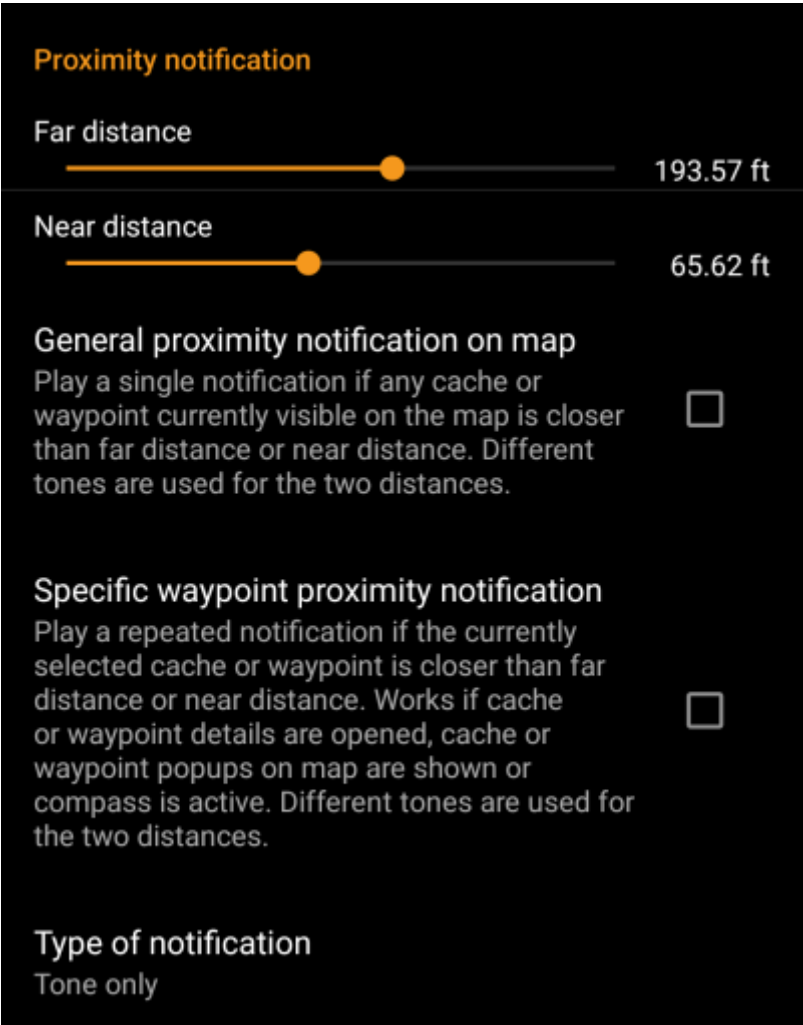 Proximity notification
Far distance
193.57 ft
Near distance
65.62 ft
General proximity notification on map
Play a single notification if any cache or
waypoint currently visible on the map is closer
than far distance or near distance. Different
tones are used for the two distances.
Specific waypoint proximity notification
Play a repeated notification if the currently
selected cache or waypoint is closer than far
distance or near distance. Works if cache
or waypoint details are opened, cache or
waypoint popups on map are shown or
compass is active. Different tones are used for
the two distances.
Type of notification
Tone only